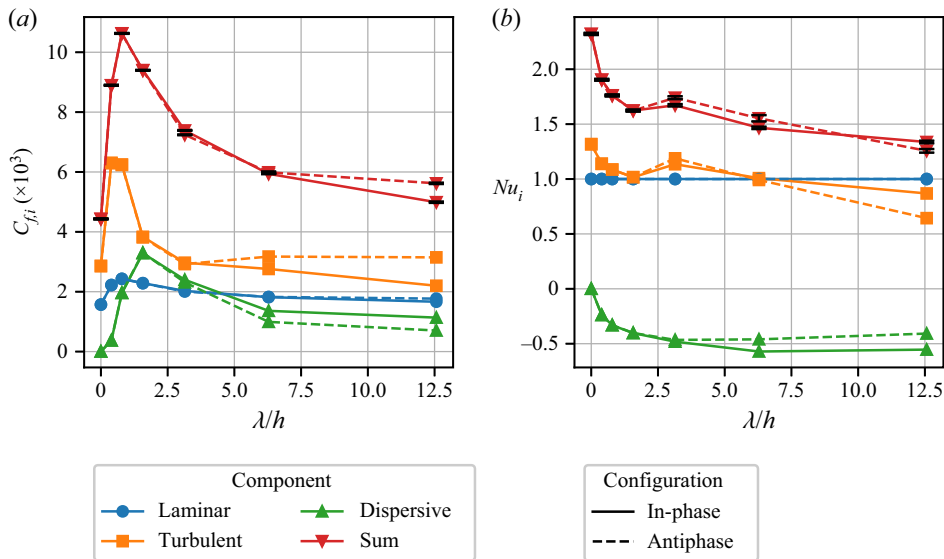 (a)
(b)
10
8
6
4
2
0
C_{f,i} (×10^3)
0
2.5
5.0
7.5
10.0
12.5
λ/h
2.0
1.5
1.0
0.5
0
–0.5
Nu_i
0
2.5
5.0
7.5
10.0
12.5
λ/h
Component
Laminar
Dispersive
Turbulent
Sum
Configuration
In-phase
Antiphase